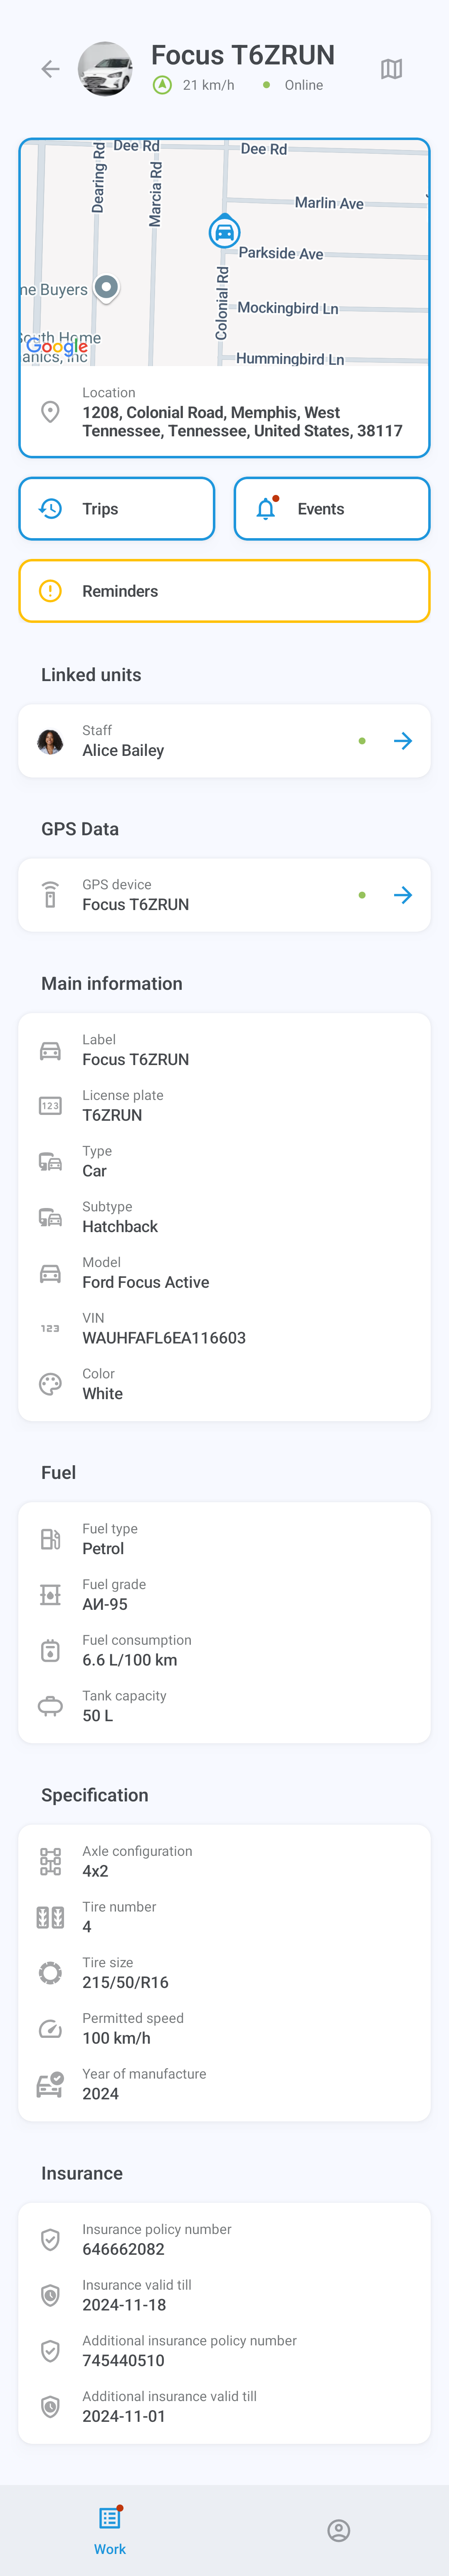 Focus T6ZRUN
21 km/h
Online
Dee Rd
Dee Rd
Dearing Rd
Marcia Rd
Marlin Ave
Parkside Ave
me Buyers
Colonial Rd
Mockingbird Ln
South Home
anics, Inc
Google
Hummingbird Ln
Location
1208, Colonial Road, Memphis, West
Tennessee, Tennessee, United States, 38117
Trips
Events
Reminders
Linked units
Staff
Alice Bailey
GPS Data
GPS device
Focus T6ZRUN
Main information
Label
Focus T6ZRUN
123
License plate
T6ZRUN
Type
Car
Subtype
Hatchback
Model
Ford Focus Active
123
VIN
WAUHFAFL6EA116603
Color
White
Fuel
Fuel type
Petrol
Fuel grade
АИ-95
Fuel consumption
6.6 L/100 km
Tank capacity
50 L
Specification
Axle configuration
4x2
Tire number
4
Tire size
215/50/R16
Permitted speed
100 km/h
Year of manufacture
2024
Insurance
Insurance policy number
646662082
Insurance valid till
2024-11-18
Additional insurance policy number
745440510
Additional insurance valid till
2024-11-01
Work